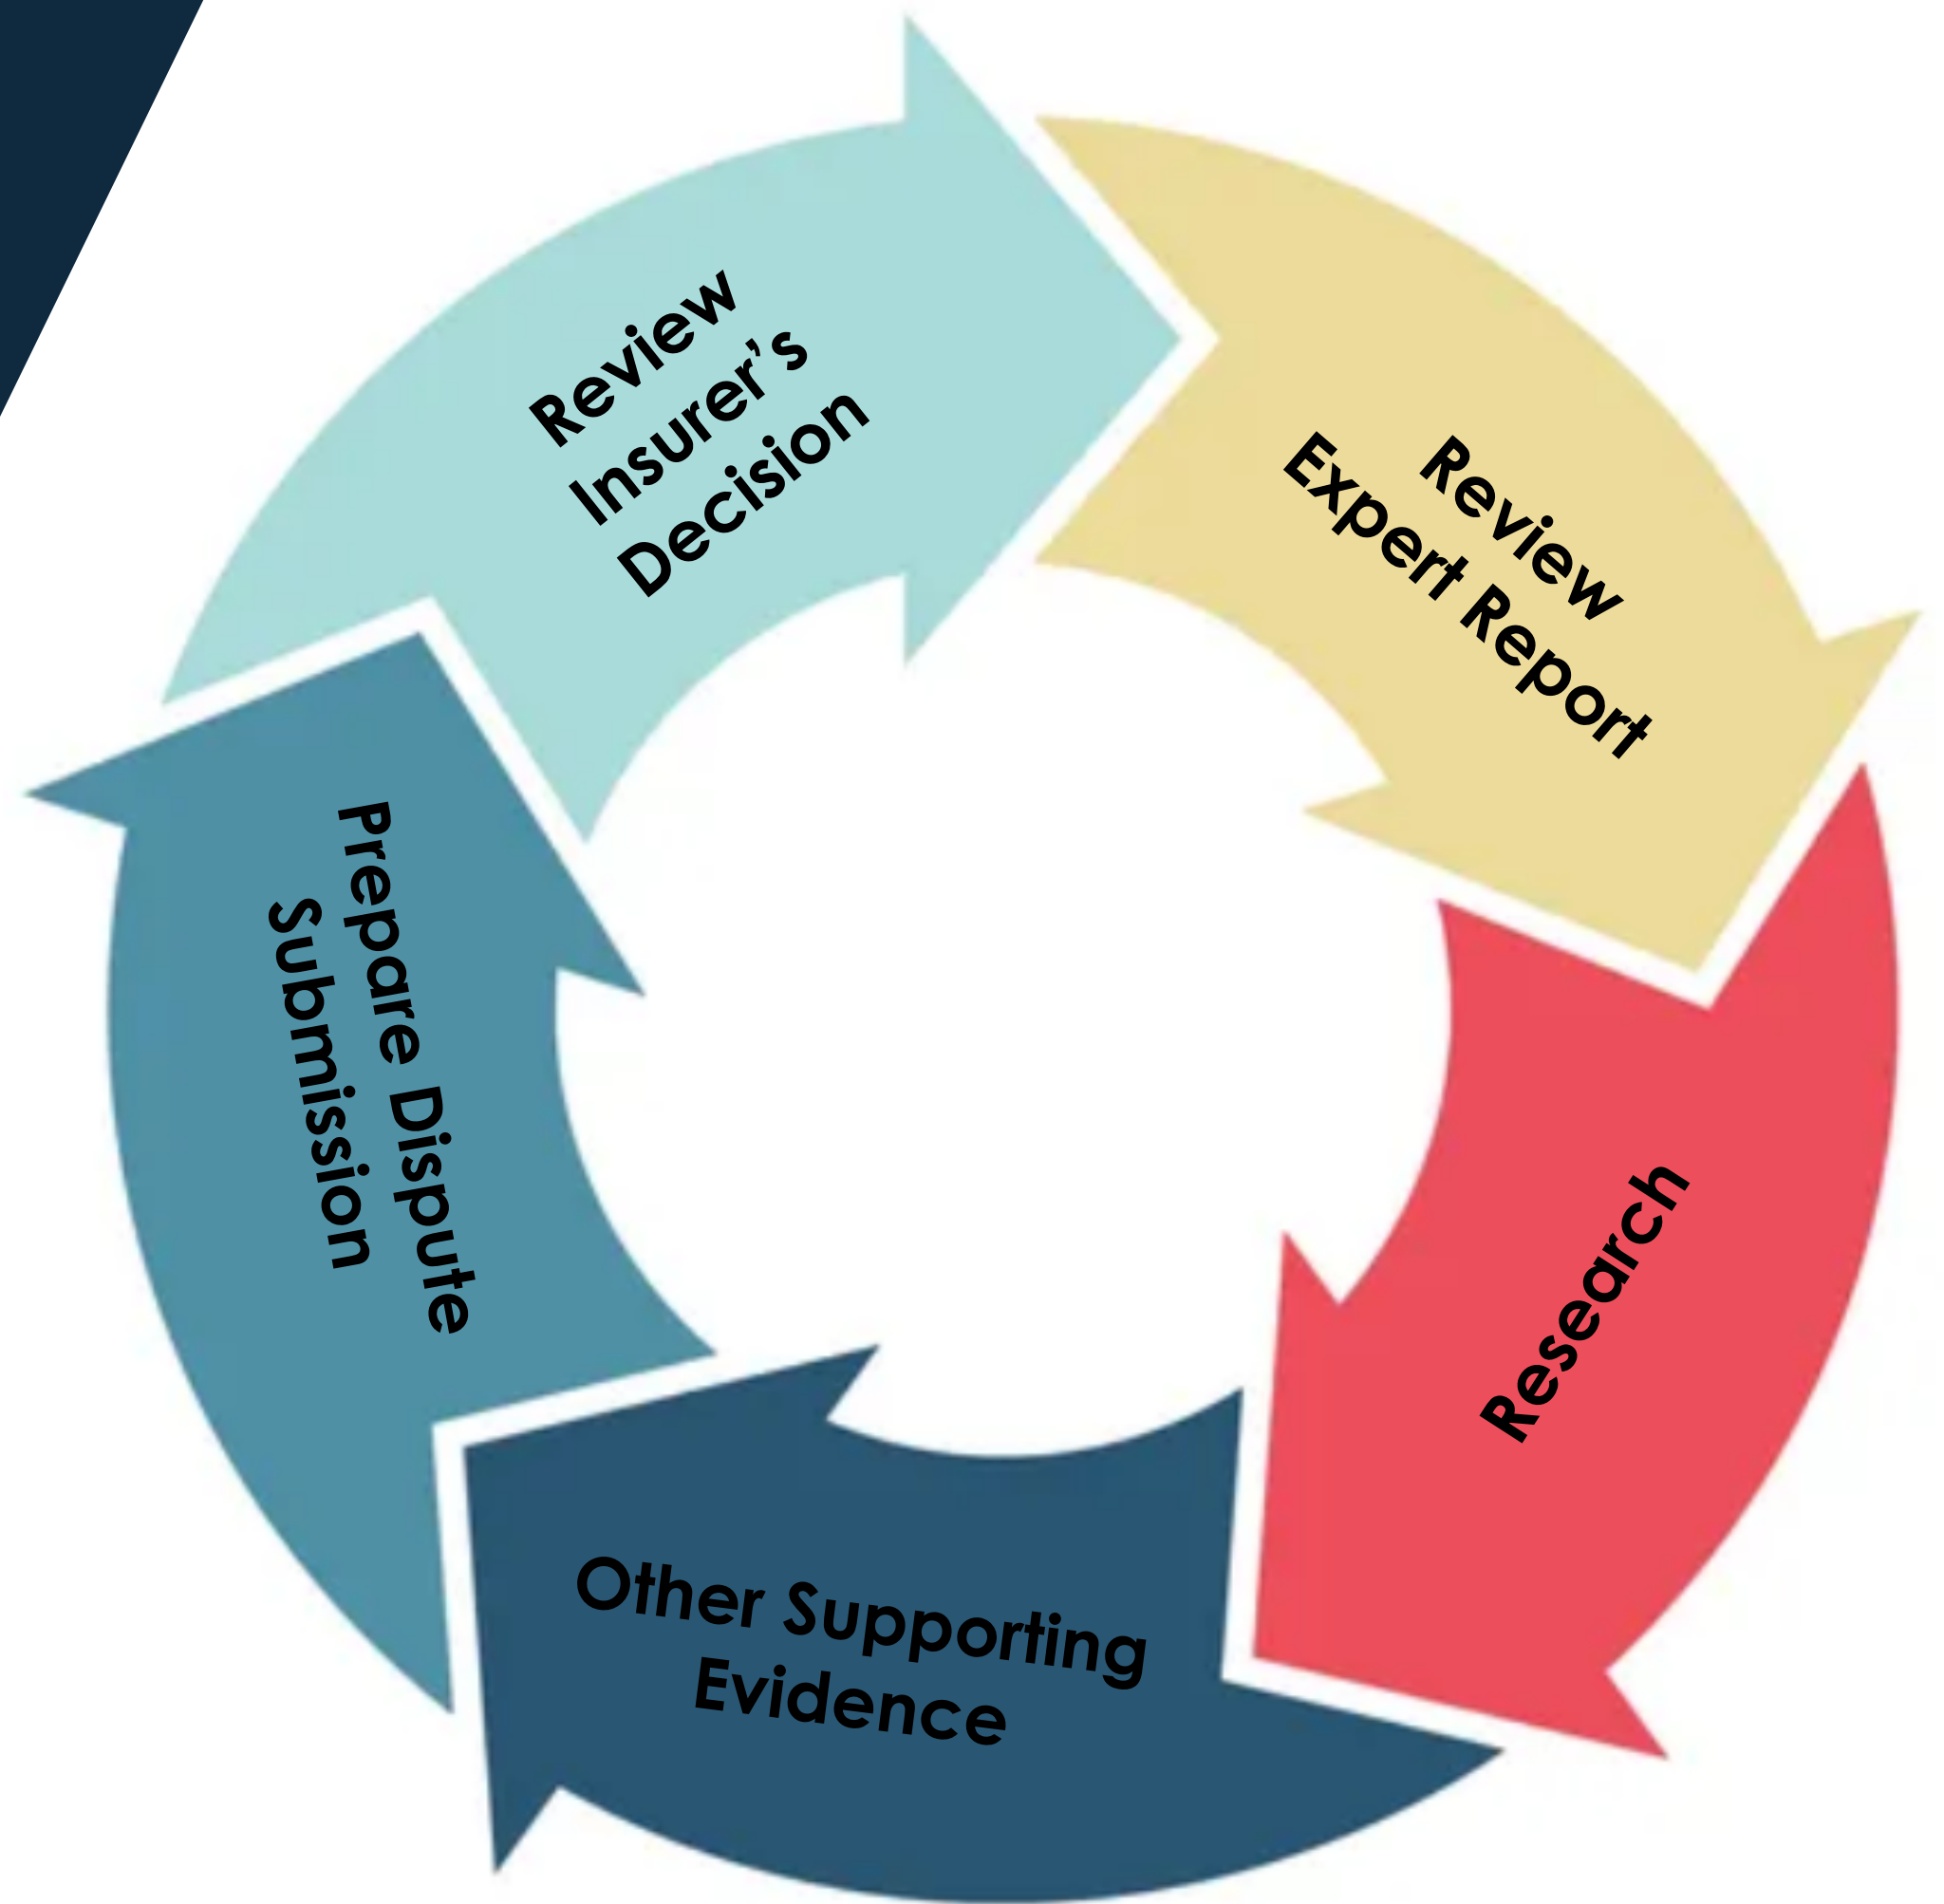 Review
Insurer's
Decision
Review
Expert Report
Research
Other Supporting
Evidence
Prepare Dispute
Submission